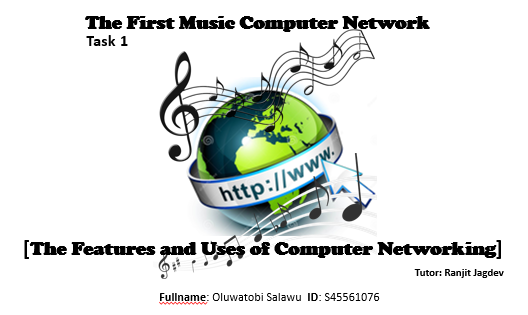 The First Music Computer Network
Task 1
http://www.
[The Features and Uses of Computer Networking]
Tutor: Ranjit Jagdev
Fullname: Oluwatobi Salawu ID: S45561076